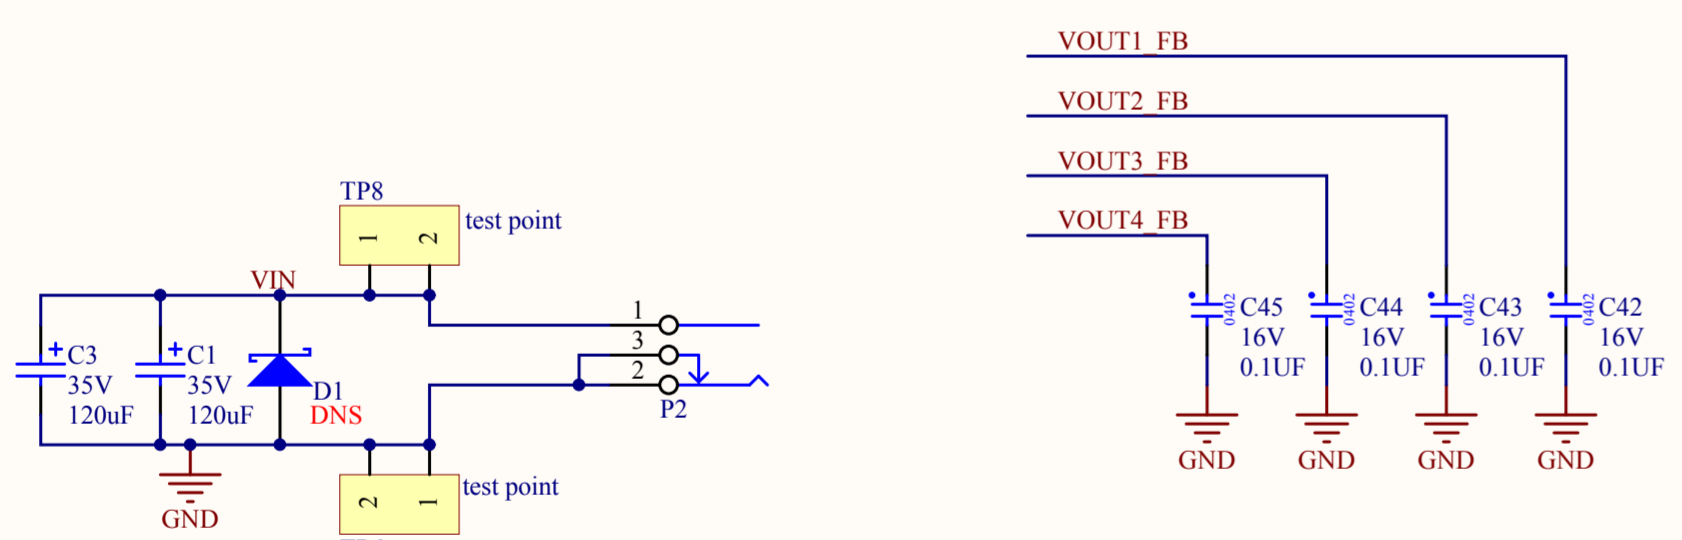 VOUT1_FB
VOUT2_FB
VOUT3_FB
VOUT4_FB
TP8
test point
1 2
VIN
1
3
2
P2
+ C3
35V
120uF
+ C1
35V
120uF
D1
DNS
GND
2 1
test point
0402 C45
16V
0.1UF
GND
0402 C44
16V
0.1UF
GND
0402 C43
16V
0.1UF
GND
0402 C42
16V
0.1UF
GND